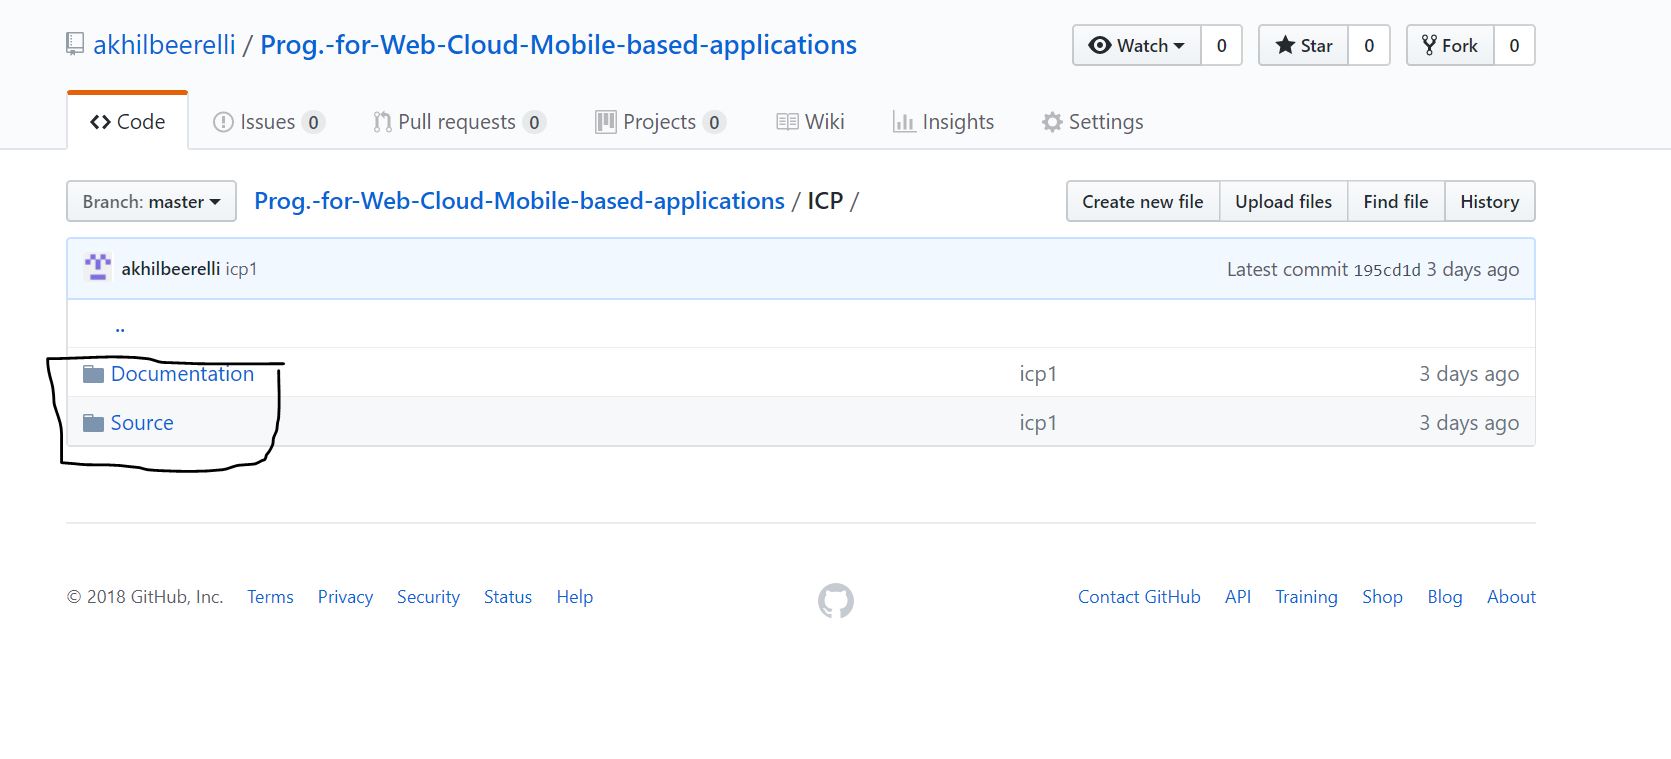 akhilbeerelli / Prog.-for-Web-Cloud-Mobile-based-applications Watch 0 Star 0 Fork 0
Code Issues 0 Pull requests 0 Projects 0 Wiki Insights Settings
Branch: master Prog.-for-Web-Cloud-Mobile-based-applications / ICP / Create new file Upload files Find file History
akhilbeerelli icp1 Latest commit 195cd1d 3 days ago
..
Documentation icp1 3 days ago
Source icp1 3 days ago
© 2018 GitHub, Inc. Terms Privacy Security Status Help Contact GitHub API Training Shop Blog About